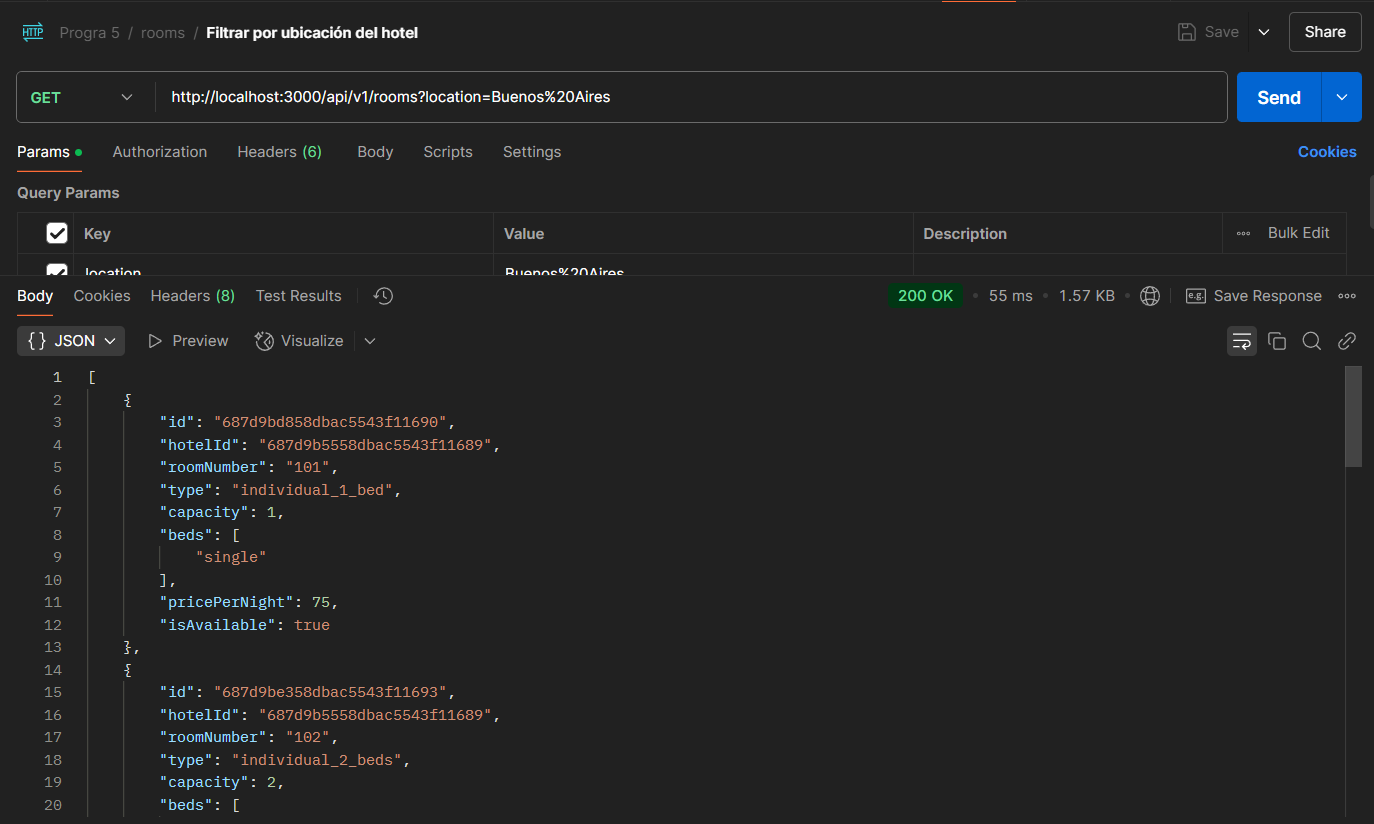 HTTP Progra 5 / rooms / Filtrar por ubicación del hotel Save Share
GET http://localhost:3000/api/v1/rooms?location=Buenos%20Aires Send
Params Authorization Headers (6) Body Scripts Settings Cookies
Query Params
Key Value Description Bulk Edit
location Buenos%20Aires
Body Cookies Headers (8) Test Results 200 OK 55 ms 1.57 KB e.g. Save Response
{} JSON Preview Visualize
1 [
2 {
3 "id": "687d9bd858dbac5543f11690",
4 "hotelId": "687d9b5558dbac5543f11689",
5 "roomNumber": "101",
6 "type": "individual_1_bed",
7 "capacity": 1,
8 "beds": [
9 "single"
10 ],
11 "pricePerNight": 75,
12 "isAvailable": true
13 },
14 {
15 "id": "687d9be358dbac5543f11693",
16 "hotelId": "687d9b5558dbac5543f11689",
17 "roomNumber": "102",
18 "type": "individual_2_beds",
19 "capacity": 2,
20 "beds": [